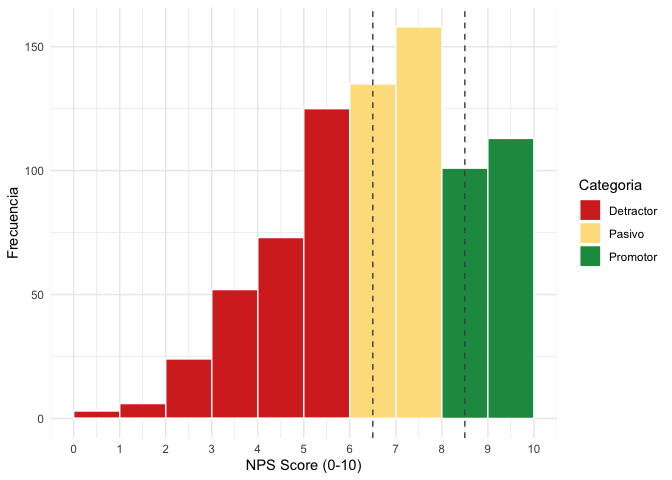 150
100
50
0
Frecuencia
0 1 2 3 4 5 6 7 8 9 10
NPS Score (0-10)
Categoria
Detractor
Pasivo
Promotor